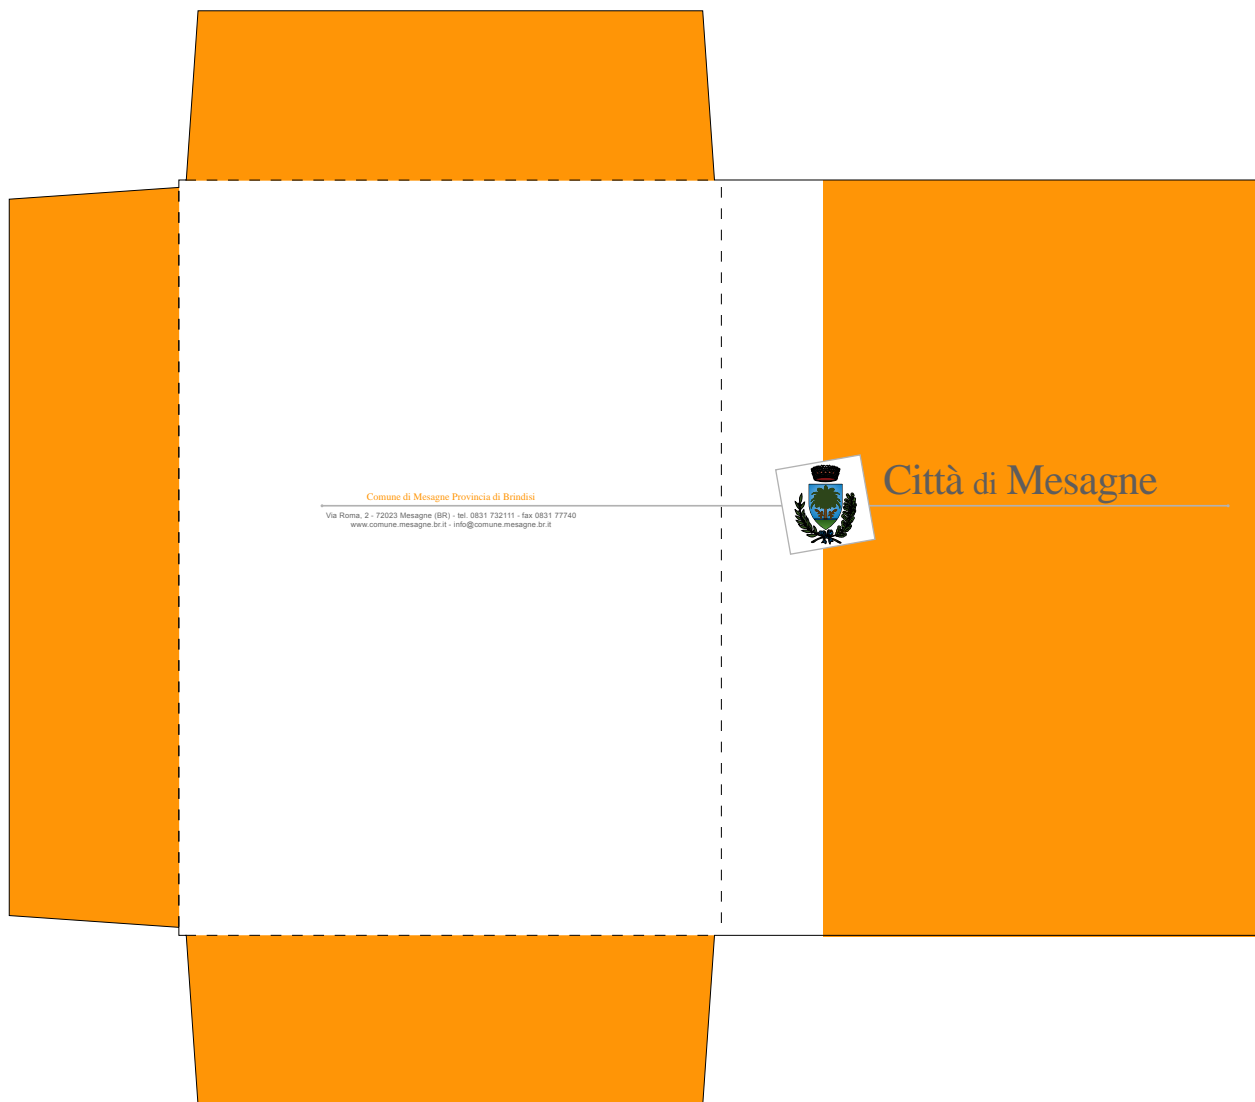 Città di Mesagne
Comune di Mesagne Provincia di Brindisi
Via Roma, 2 - 72023 Mesagne (BR) - tel. 0831 732111 - fax 0831 77740
www.comune.mesagne.br.it - info@comune.mesagne.br.it